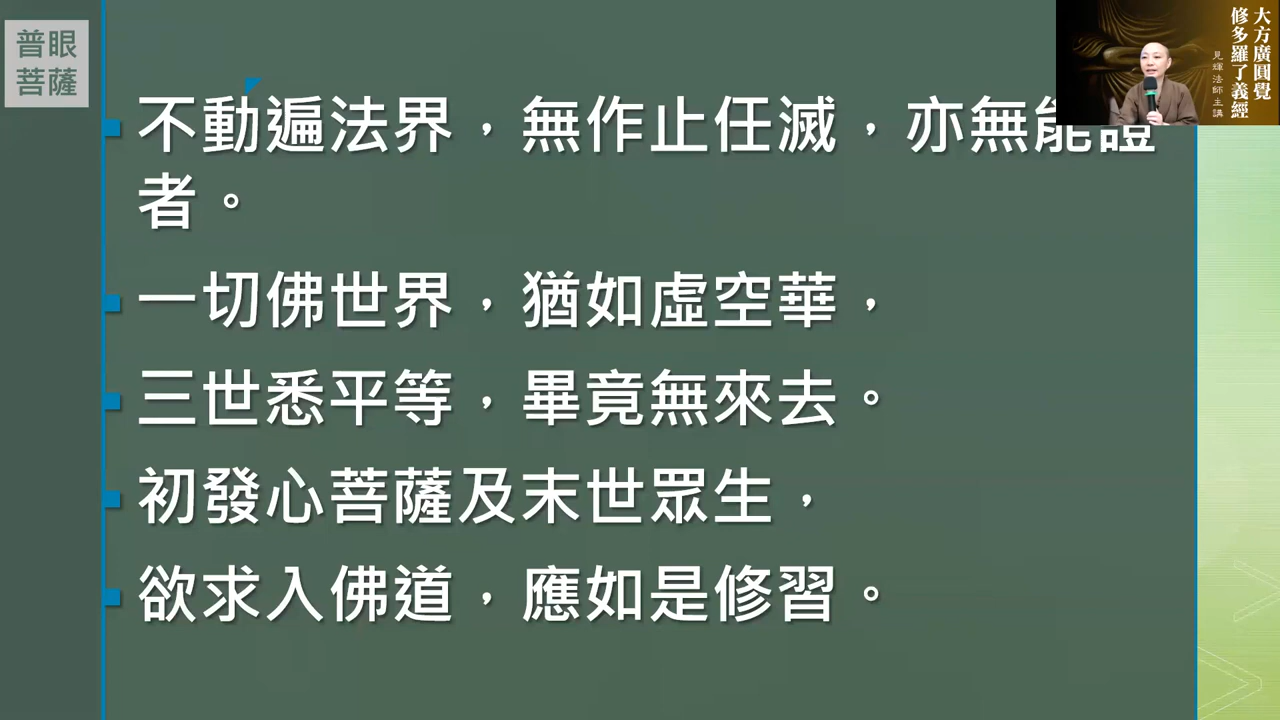 普眼
菩薩
不動遍法界，無作止任滅，亦無能證
者。
一切佛世界，猶如虛空華，
三世悉平等，畢竟無來去。
初發心菩薩及末世眾生，
欲求入佛道，應如是修習。
大方廣圓覺
修多羅了義經
見輝法師主講